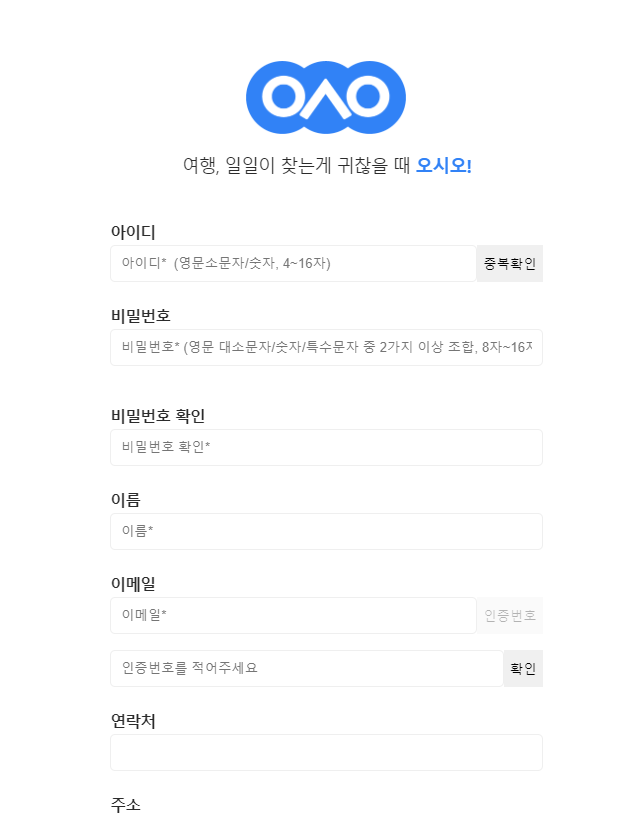 여행, 일일이 찾는게 귀찮을 때 오시오!
아이디
아이디* (영문소문자/숫자, 4~16자)
중복확인
비밀번호
비밀번호* (영문 대소문자/숫자/특수문자 중 2가지 이상 조합, 8자~16자
비밀번호 확인
비밀번호 확인*
이름
이름*
이메일
이메일*
인증번호
인증번호를 적어주세요
확인
연락처
주소